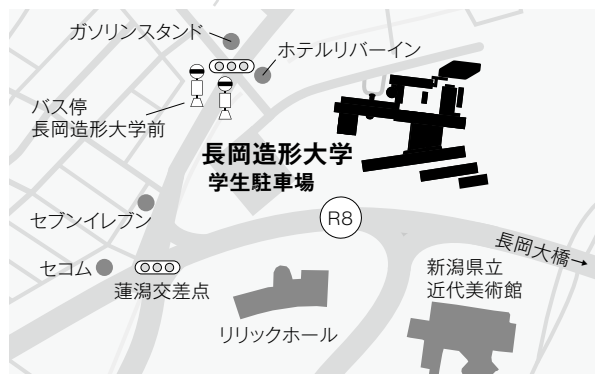 ガソリンスタンド
ホテルリバーイン
バス停
長岡造形大学前
長岡造形大学
学生駐車場
セブンイレブン
R8
長岡大橋→
セコム
蓮潟交差点
新潟県立
近代美術館
リリックホール